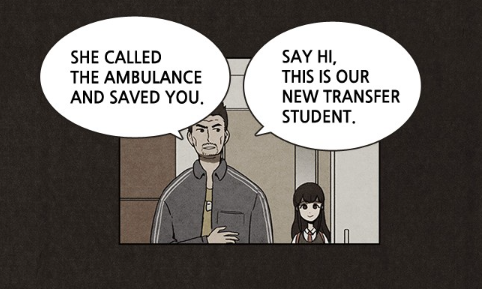 SHE CALLED
THE AMBULANCE
AND SAVED YOU.
SAY HI,
THIS IS OUR
NEW TRANSFER
STUDENT.